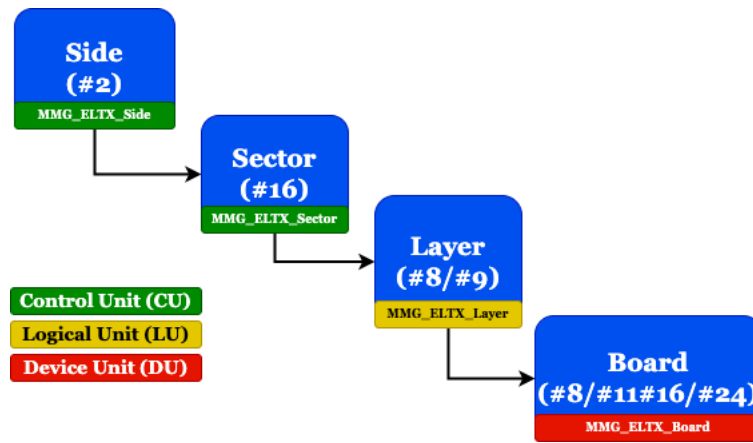 Side
(#2)
MMG_ELTX_Side
Sector
(#16)
MMG_ELTX_Sector
Layer
(#8/#9)
MMG_ELTX_Layer
Control Unit (CU)
Logical Unit (LU)
Device Unit (DU)
Board
(#8/#11#16/#24)
MMG_ELTX_Board